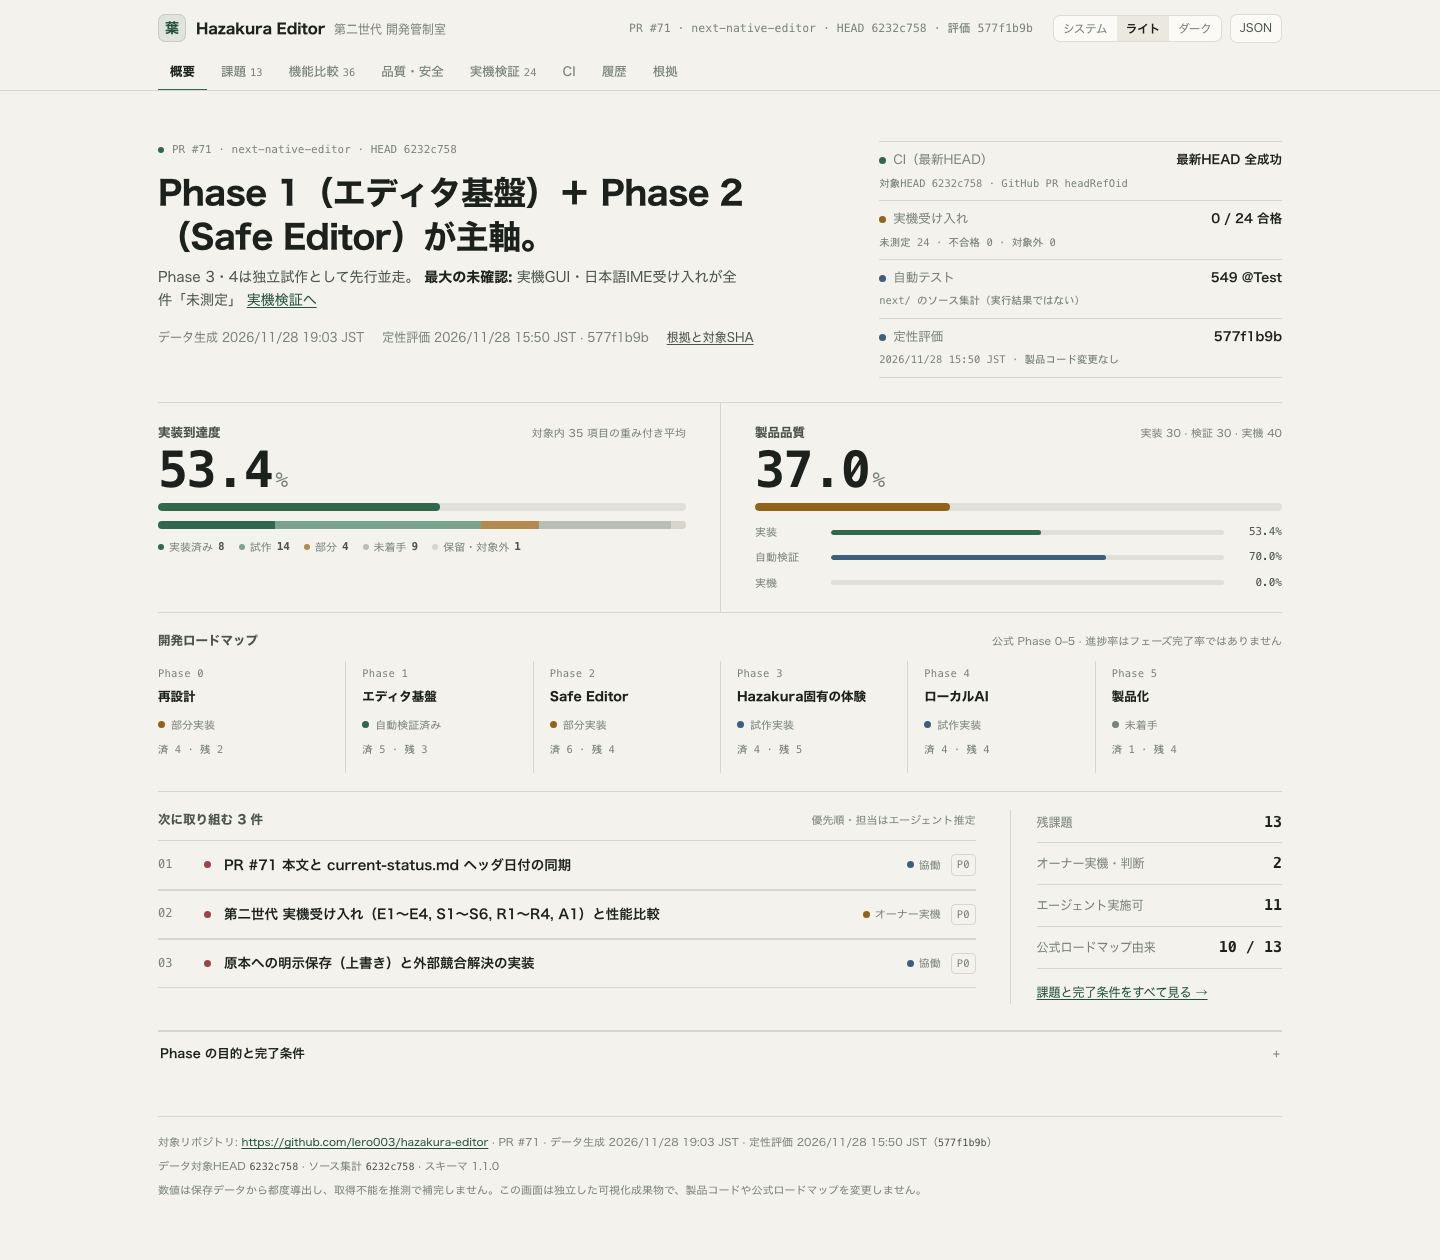 葉 Hazakura Editor 第二世代 開発管制室
PR #71 · next-native-editor · HEAD 6232c758 · 評価 577f1b9b
システム ライト ダーク JSON
概要 課題 13 機能比較 36 品質・安全 実機検証 24 CI 履歴 根拠
PR #71 · next-native-editor · HEAD 6232c758
Phase 1（エディタ基盤）＋ Phase 2
（Safe Editor）が主軸。
Phase 3・4は独立試作として先行並走。 最大の未確認: 実機GUI・日本語IME受け入れが全
件「未測定」 実機検証へ
データ生成 2026/11/28 19:03 JST 定性評価 2026/11/28 15:50 JST · 577f1b9b 根拠と対象SHA
CI（最新HEAD） 最新HEAD 全成功
対象HEAD 6232c758 · GitHub PR headRefOid
実機受け入れ 0 / 24 合格
未測定 24 · 不合格 0 · 対象外 0
自動テスト 549 @Test
next/ のソース集計（実行結果ではない）
定性評価 577f1b9b
2026/11/28 15:50 JST · 製品コード変更なし
実装到達度 対象内 35 項目の重み付き平均
53.4%
実装済み 8 試作 14 部分 4 未着手 9 保留・対象外 1
製品品質 実装 30 · 検証 30 · 実機 40
37.0%
実装 53.4%
自動検証 70.0%
実機 0.0%
開発ロードマップ 公式 Phase 0–5 · 進捗率はフェーズ完了率ではありません
Phase 0
再設計
部分実装
済 4 · 残 2
Phase 1
エディタ基盤
自動検証済み
済 5 · 残 3
Phase 2
Safe Editor
部分実装
済 6 · 残 4
Phase 3
Hazakura固有の体験
試作実装
済 4 · 残 5
Phase 4
ローカルAI
試作実装
済 4 · 残 4
Phase 5
製品化
未着手
済 1 · 残 4
次に取り組む 3 件 優先順・担当はエージェント推定
01 PR #71 本文と current-status.md ヘッダ日付の同期 協働 P0
02 第二世代 実機受け入れ（E1〜E4, S1〜S6, R1〜R4, A1）と性能比較 オーナー実機 P0
03 原本への明示保存（上書き）と外部競合解決の実装 協働 P0
残課題 13
オーナー実機・判断 2
エージェント実施可 11
公式ロードマップ由来 10 / 13
課題と完了条件をすべて見る →
Phase の目的と完了条件 +
対象リポジトリ: https://github.com/lero003/hazakura-editor · PR #71 · データ生成 2026/11/28 19:03 JST · 定性評価 2026/11/28 15:50 JST（577f1b9b）
データ対象HEAD 6232c758 · ソース集計 6232c758 · スキーマ 1.1.0
数値は保存データから都度導出し、取得不能を推測で補完しません。この画面は独立した可視化成果物で、製品コードや公式ロードマップを変更しません。